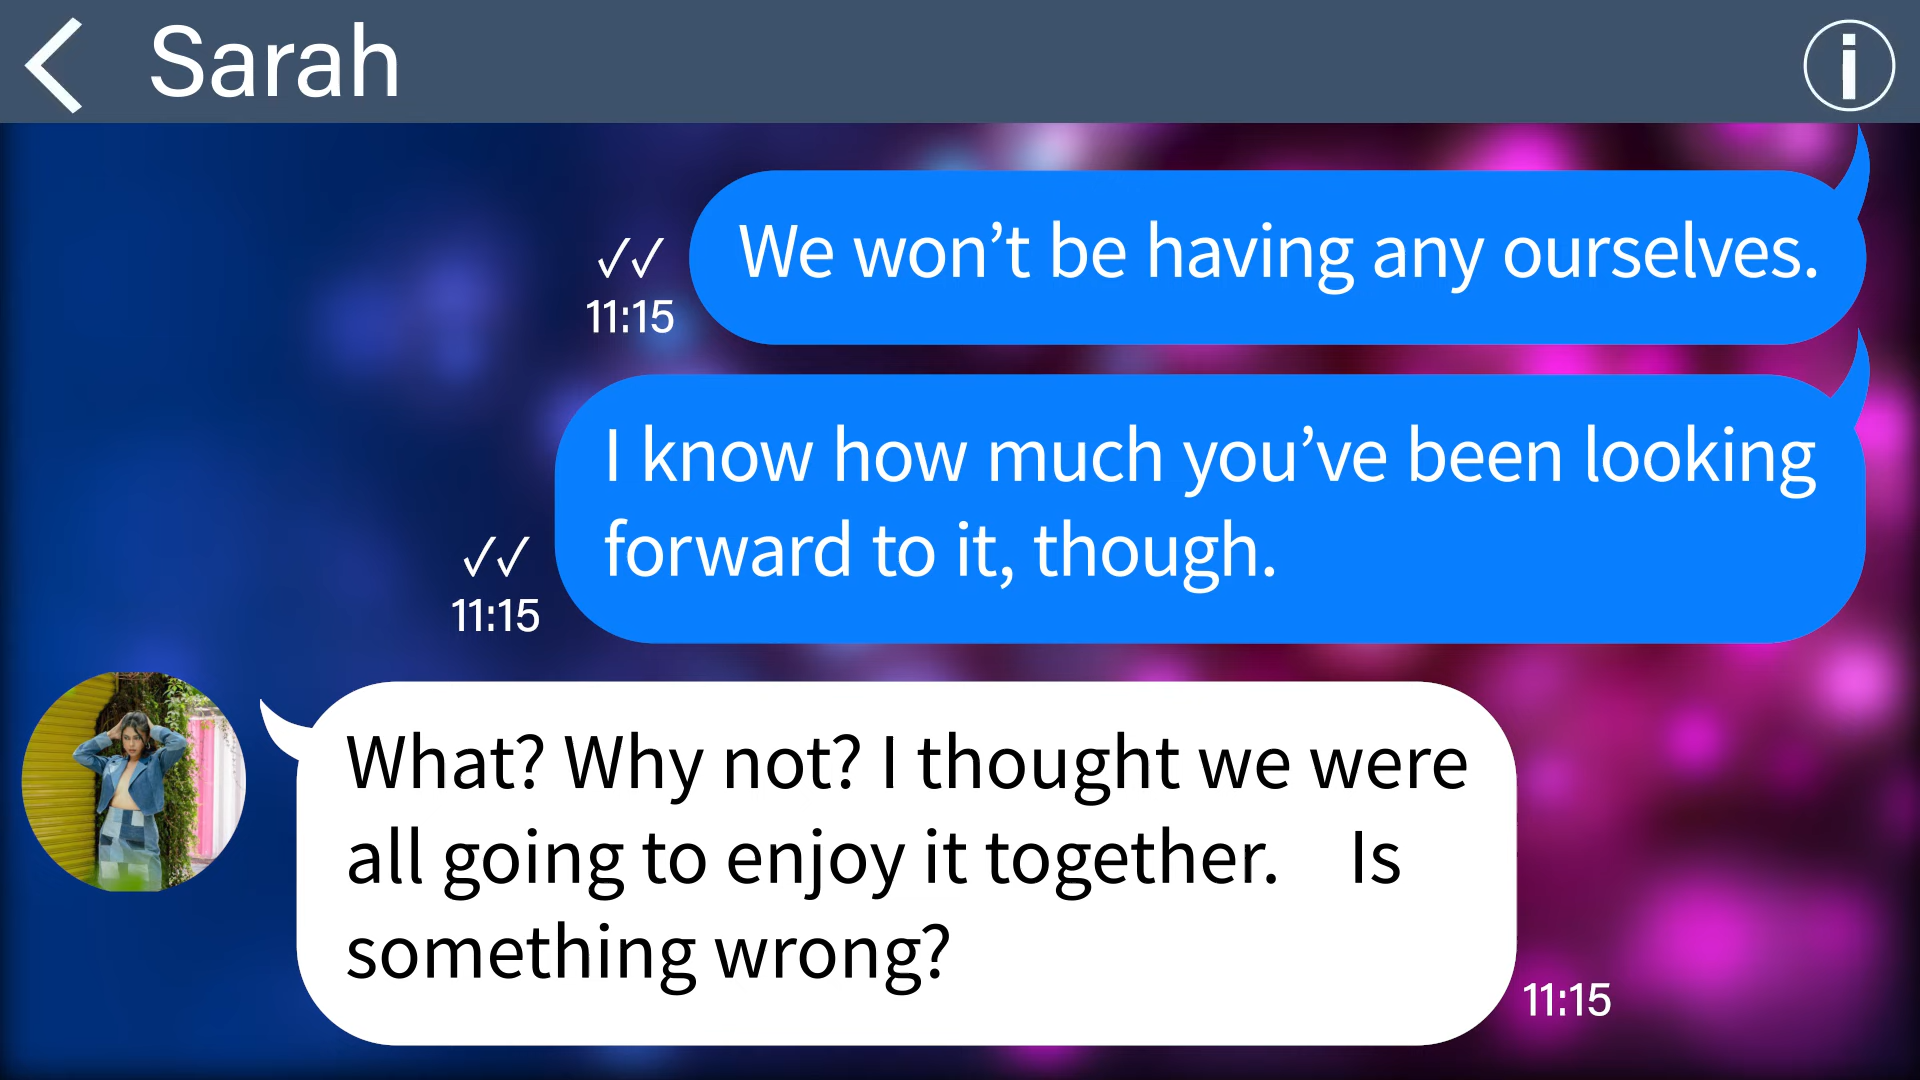 Sarah
We won’t be having any ourselves.
11:15
I know how much you’ve been looking
forward to it, though.
11:15
What? Why not? I thought we were
all going to enjoy it together. Is
something wrong?
11:15